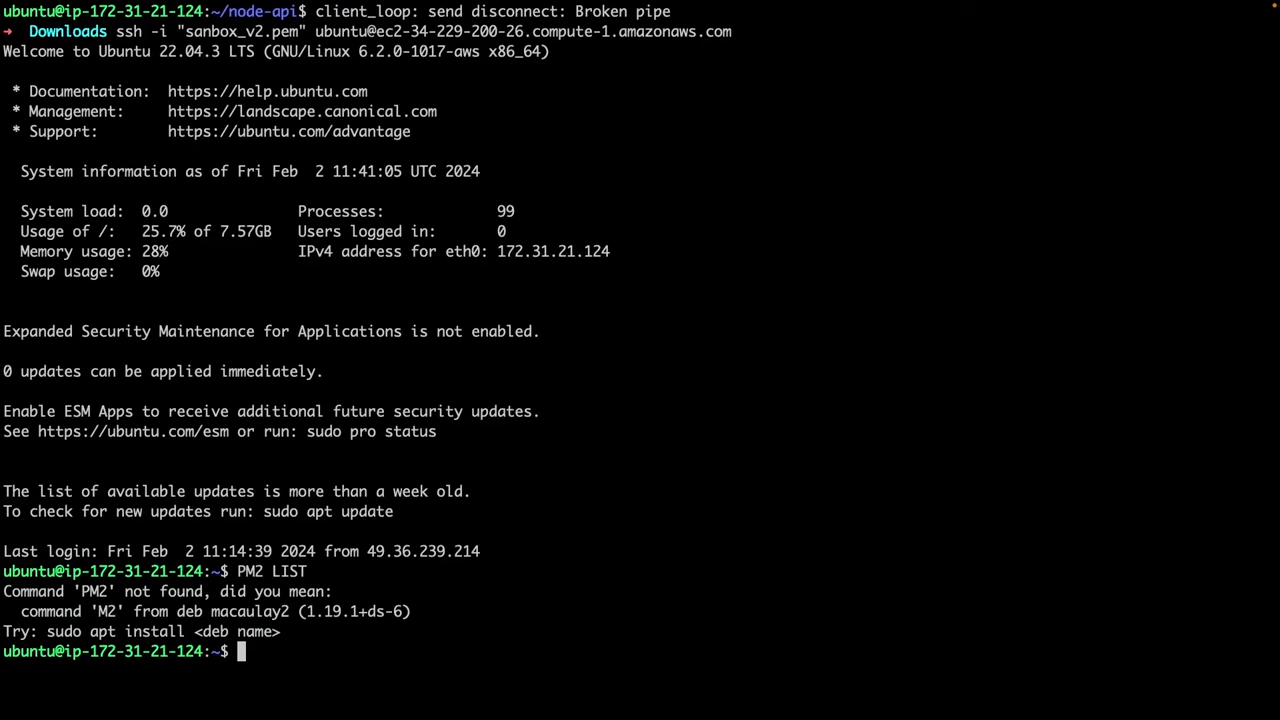 ubuntu@ip-172-31-21-124:~/node-api$ client_loop: send disconnect: Broken pipe
➜  Downloads ssh -i "sanbox_v2.pem" ubuntu@ec2-34-229-200-26.compute-1.amazonaws.com
Welcome to Ubuntu 22.04.3 LTS (GNU/Linux 6.2.0-1017-aws x86_64)
* Documentation:  https://help.ubuntu.com
* Management:     https://landscape.canonical.com
* Support:        https://ubuntu.com/advantage
System information as of Fri Feb  2 11:41:05 UTC 2024
System load:  0.0               Processes:             99
Usage of /:   25.7% of 7.57GB   Users logged in:       0
Memory usage: 28%               IPv4 address for eth0: 172.31.21.124
Swap usage:   0%
Expanded Security Maintenance for Applications is not enabled.
0 updates can be applied immediately.
Enable ESM Apps to receive additional future security updates.
See https://ubuntu.com/esm or run: sudo pro status
The list of available updates is more than a week old.
To check for new updates run: sudo apt update
Last login: Fri Feb  2 11:14:39 2024 from 49.36.239.214
ubuntu@ip-172-31-21-124:~$ PM2 LIST
Command 'PM2' not found, did you mean:
command 'M2' from deb macaulay2 (1.19.1+ds-6)
Try: sudo apt install <deb name>
ubuntu@ip-172-31-21-124:~$